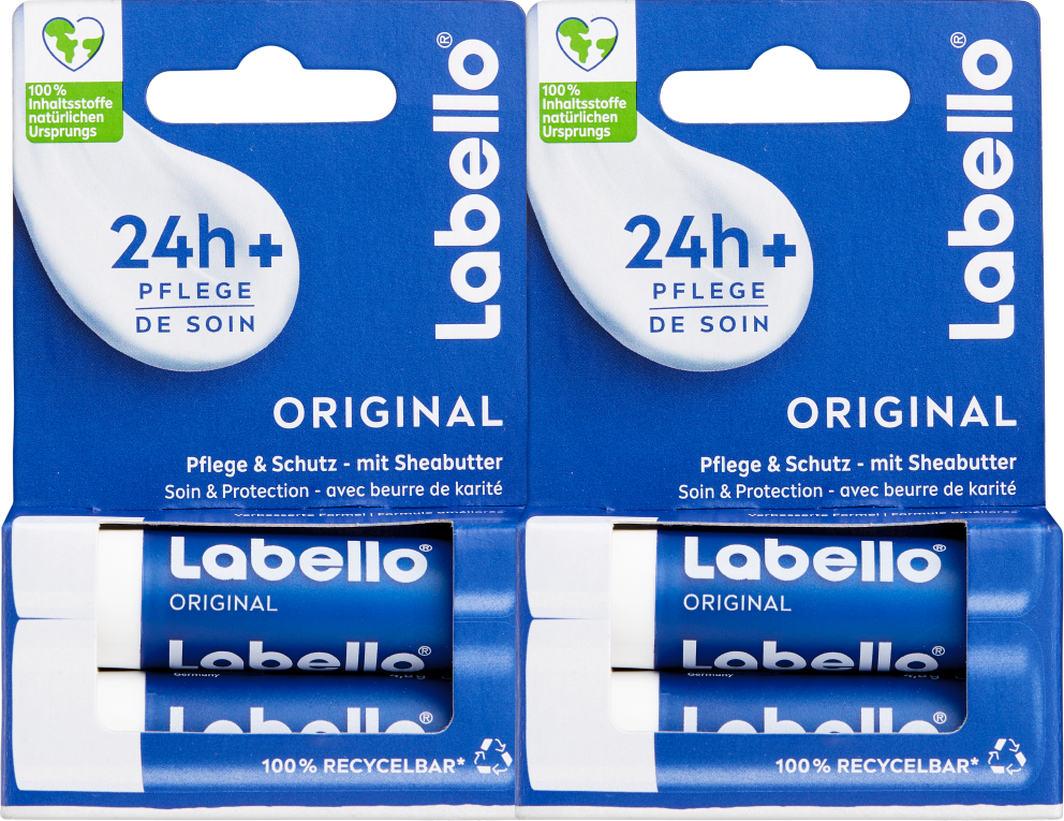 100%
Inhaltsstoffe
natürlichen
Ursprungs
Labello®
24h+
PFLEGE
DE SOIN
ORIGINAL
Pflege & Schutz - mit Sheabutter
Soin & Protection - avec beurre de karité
Labello®
ORIGINAL
Labello®
Germany
Labello®
100% RECYCELBAR*
100%
Inhaltsstoffe
natürlichen
Ursprungs
Labello®
24h+
PFLEGE
DE SOIN
ORIGINAL
Pflege & Schutz - mit Sheabutter
Soin & Protection - avec beurre de karité
Labello®
ORIGINAL
Labello®
Germany
Labello®
100% RECYCELBAR*